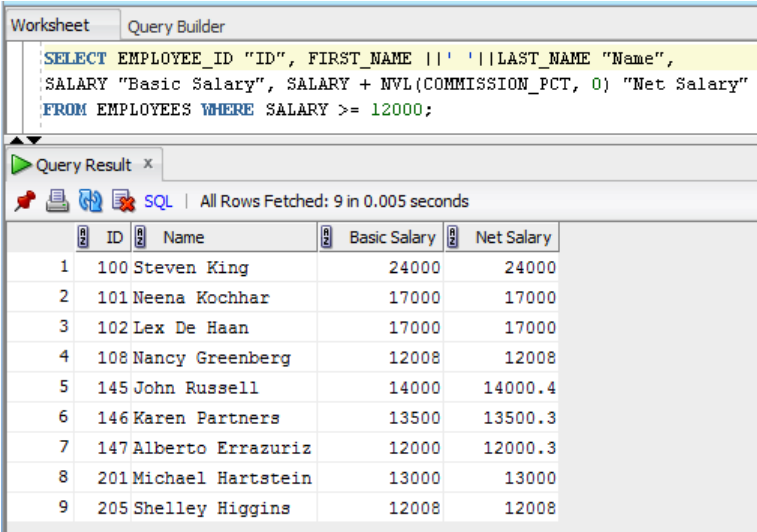 Worksheet Query Builder
SELECT EMPLOYEE_ID "ID", FIRST_NAME ||' '||LAST_NAME "Name",
SALARY "Basic Salary", SALARY + NVL(COMMISSION_PCT, 0) "Net Salary"
FROM EMPLOYEES WHERE SALARY >= 12000;
Query Result x
SQL | All Rows Fetched: 9 in 0.005 seconds
ID Name Basic Salary Net Salary
1 100 Steven King 24000 24000
2 101 Neena Kochhar 17000 17000
3 102 Lex De Haan 17000 17000
4 108 Nancy Greenberg 12008 12008
5 145 John Russell 14000 14000.4
6 146 Karen Partners 13500 13500.3
7 147 Alberto Errazuriz 12000 12000.3
8 201 Michael Hartstein 13000 13000
9 205 Shelley Higgins 12008 12008